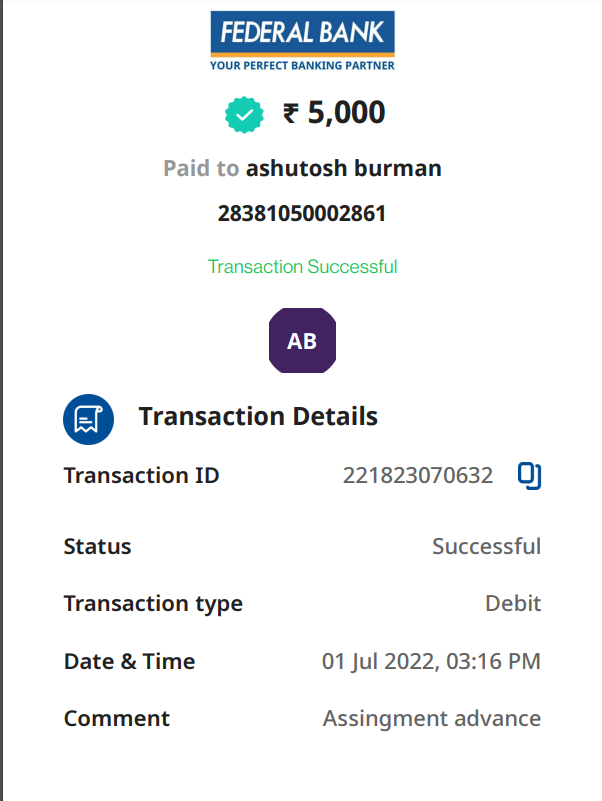 FEDERAL BANK
YOUR PERFECT BANKING PARTNER
₹ 5,000
Paid to ashutosh burman
28381050002861
Transaction Successful
AB
Transaction Details
Transaction ID 221823070632
Status Successful
Transaction type Debit
Date & Time 01 Jul 2022, 03:16 PM
Comment Assingment advance